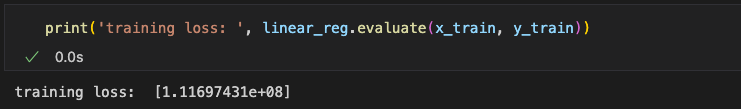 print('training loss: ', linear_reg.evaluate(x_train, y_train))
✓ 0.0s
training loss:  [1.11697431e+08]